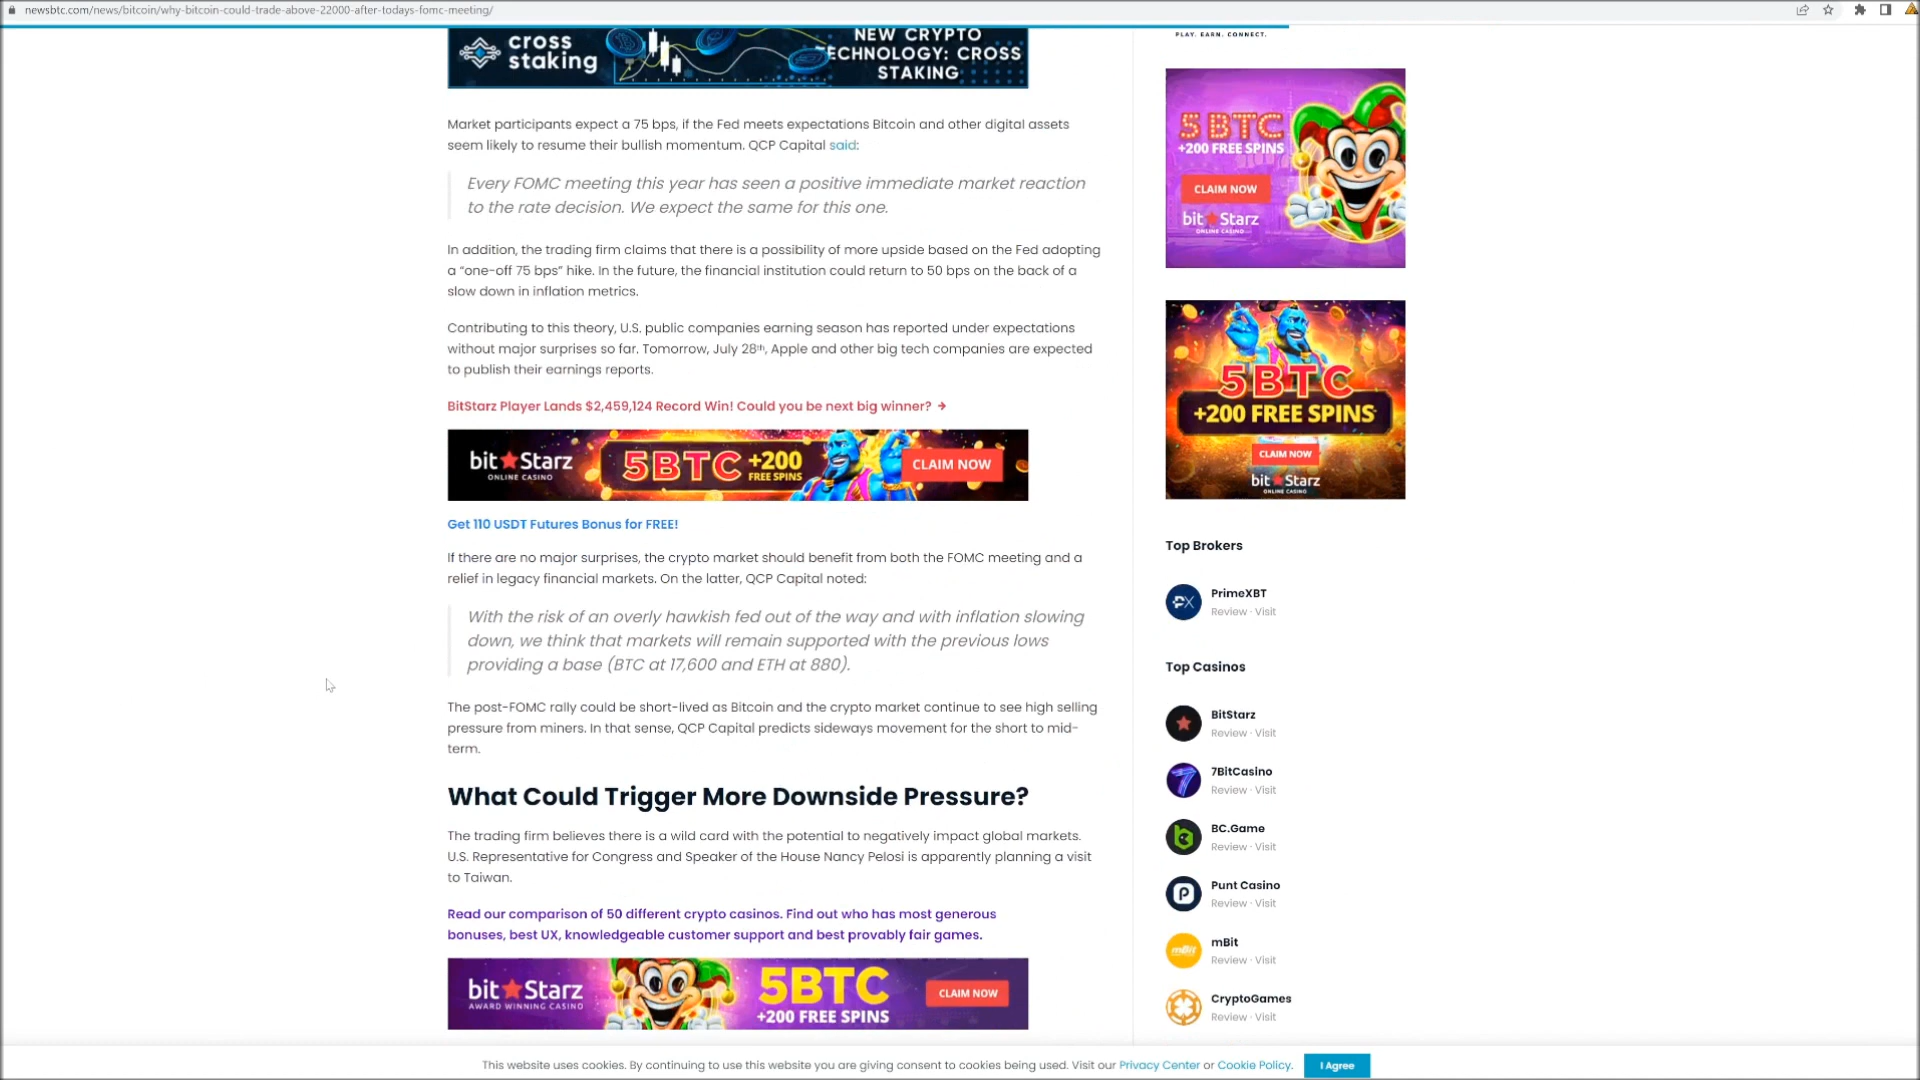 newsbtc.com/news/bitcoin/why-bitcoin-could-trade-above-22000-after-todays-fomc-meeting/
cross
staking
NEW CRYPTO
TECHNOLOGY: CROSS
STAKING
Market participants expect a 75 bps, if the Fed meets expectations Bitcoin and other digital assets
seem likely to resume their bullish momentum. QCP Capital said:
Every FOMC meeting this year has seen a positive immediate market reaction
to the rate decision. We expect the same for this one.
In addition, the trading firm claims that there is a possibility of more upside based on the Fed adopting
a “one-off 75 bps” hike. In the future, the financial institution could return to 50 bps on the back of a
slow down in inflation metrics.
Contributing to this theory, U.S. public companies earning season has reported under expectations
without major surprises so far. Tomorrow, July 28th, Apple and other big tech companies are expected
to publish their earnings reports.
BitStarz Player Lands $2,459,124 Record Win! Could you be next big winner? →
bit★Starz
ONLINE CASINO
5BTC
+200
FREE SPINS
CLAIM NOW
Get 110 USDT Futures Bonus for FREE!
If there are no major surprises, the crypto market should benefit from both the FOMC meeting and a
relief in legacy financial markets. On the latter, QCP Capital noted:
With the risk of an overly hawkish fed out of the way and with inflation slowing
down, we think that markets will remain supported with the previous lows
providing a base (BTC at 17,600 and ETH at 880).
The post-FOMC rally could be short-lived as Bitcoin and the crypto market continue to see high selling
pressure from miners. In that sense, QCP Capital predicts sideways movement for the short to mid-
term.
What Could Trigger More Downside Pressure?
The trading firm believes there is a wild card with the potential to negatively impact global markets.
U.S. Representative for Congress and Speaker of the House Nancy Pelosi is apparently planning a visit
to Taiwan.
Read our comparison of 50 different crypto casinos. Find out who has most generous
bonuses, best UX, knowledgeable customer support and best provably fair games.
bit★Starz
AWARD WINNING CASINO
5BTC
+200 FREE SPINS
CLAIM NOW
PLAY. EARN. CONNECT.
5 BTC
+200 FREE SPINS
CLAIM NOW
bit★Starz
ONLINE CASINO
5BTC
+200 FREE SPINS
CLAIM NOW
bit★Starz
ONLINE CASINO
Top Brokers
PX
PrimeXBT
Review · Visit
Top Casinos
BitStarz
Review · Visit
7
7BitCasino
Review · Visit
BC.Game
Review · Visit
P
Punt Casino
Review · Visit
mBit
mBit
Review · Visit
CryptoGames
Review · Visit
This website uses cookies. By continuing to use this website you are giving consent to cookies being used. Visit our Privacy Center or Cookie Policy.
I Agree